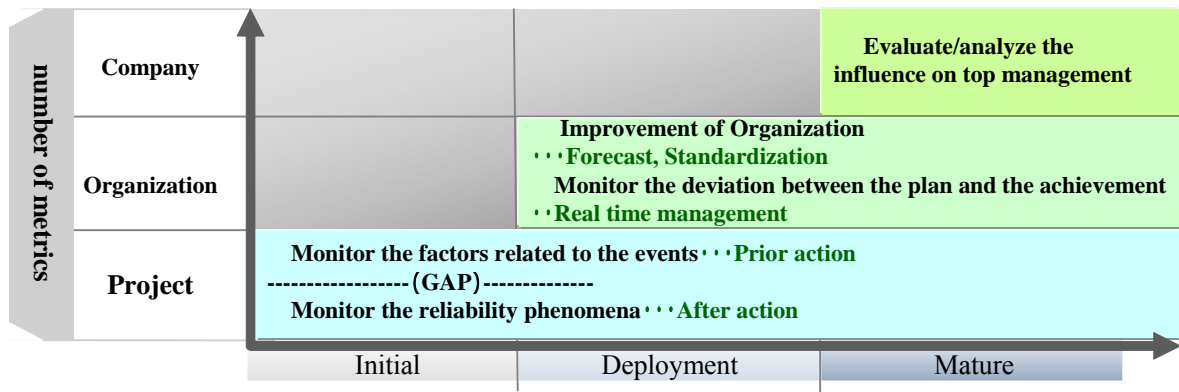 number of metrics
Company
Evaluate/analyze the
influence on top management
Organization
Improvement of Organization
･･･Forecast, Standardization
Monitor the deviation between the plan and the achievement
･･Real time management
Project
Monitor the factors related to the events･･･Prior action
------------------(GAP)--------------
Monitor the reliability phenomena･･･After action
Initial
Deployment
Mature